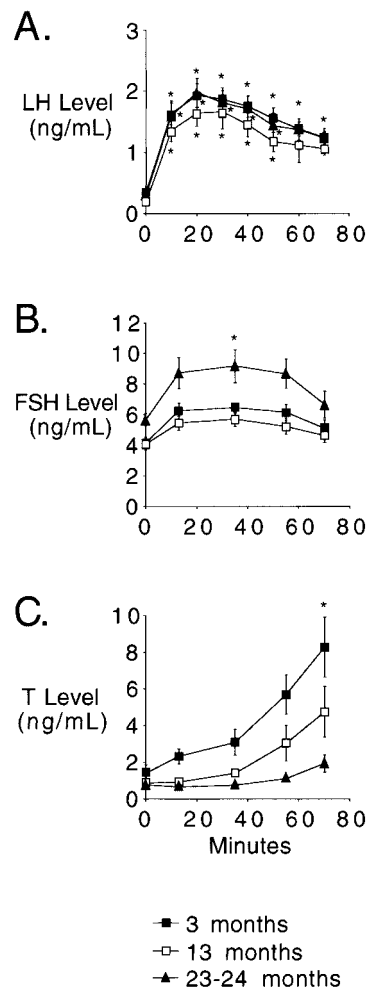 A.
LH Level
(ng/mL)
3
2
1
0
0 20 40 60 80
B.
FSH Level
(ng/mL)
12
10
8
6
4
2
0
0 20 40 60 80
C.
T Level
(ng/mL)
10
8
6
4
2
0
0 20 40 60 80
Minutes
3 months
13 months
23-24 months